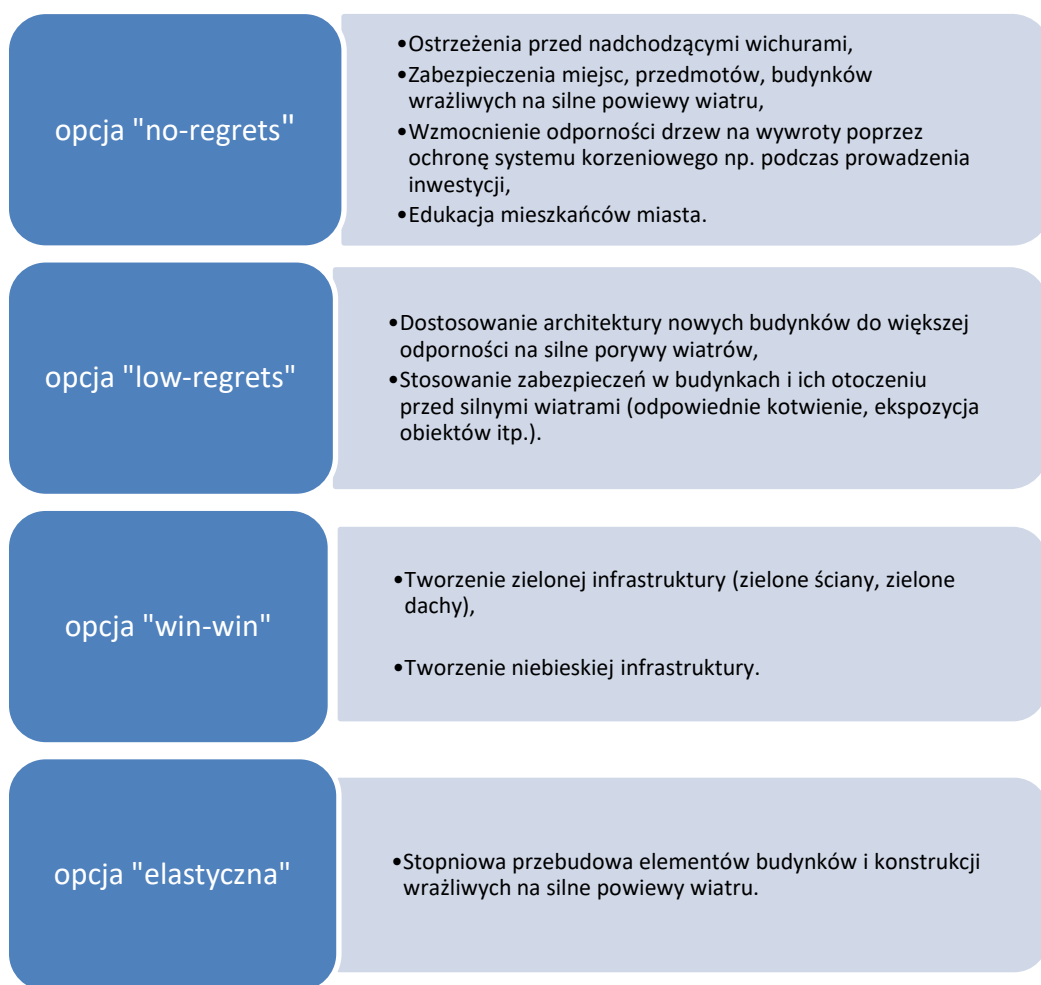 opcja "no-regrets"
•Ostrzeżenia przed nadchodzącymi wichurami,
•Zabezpieczenia miejsc, przedmotów, budynków
wrażliwych na silne powiewy wiatru,
•Wzmocnienie odporności drzew na wywroty poprzez
ochronę systemu korzeniowego np. podczas prowadzenia
inwestycji,
•Edukacja mieszkańców miasta.
opcja "low-regrets"
•Dostosowanie architektury nowych budynków do większej
odporności na silne porywy wiatrów,
•Stosowanie zabezpieczeń w budynkach i ich otoczeniu
przed silnymi wiatrami (odpowiednie kotwienie, ekspozycja
obiektów itp.).
opcja "win-win"
•Tworzenie zielonej infrastruktury (zielone ściany, zielone
dachy),
•Tworzenie niebieskiej infrastruktury.
opcja "elastyczna"
•Stopniowa przebudowa elementów budynków i konstrukcji
wrażliwych na silne powiewy wiatru.